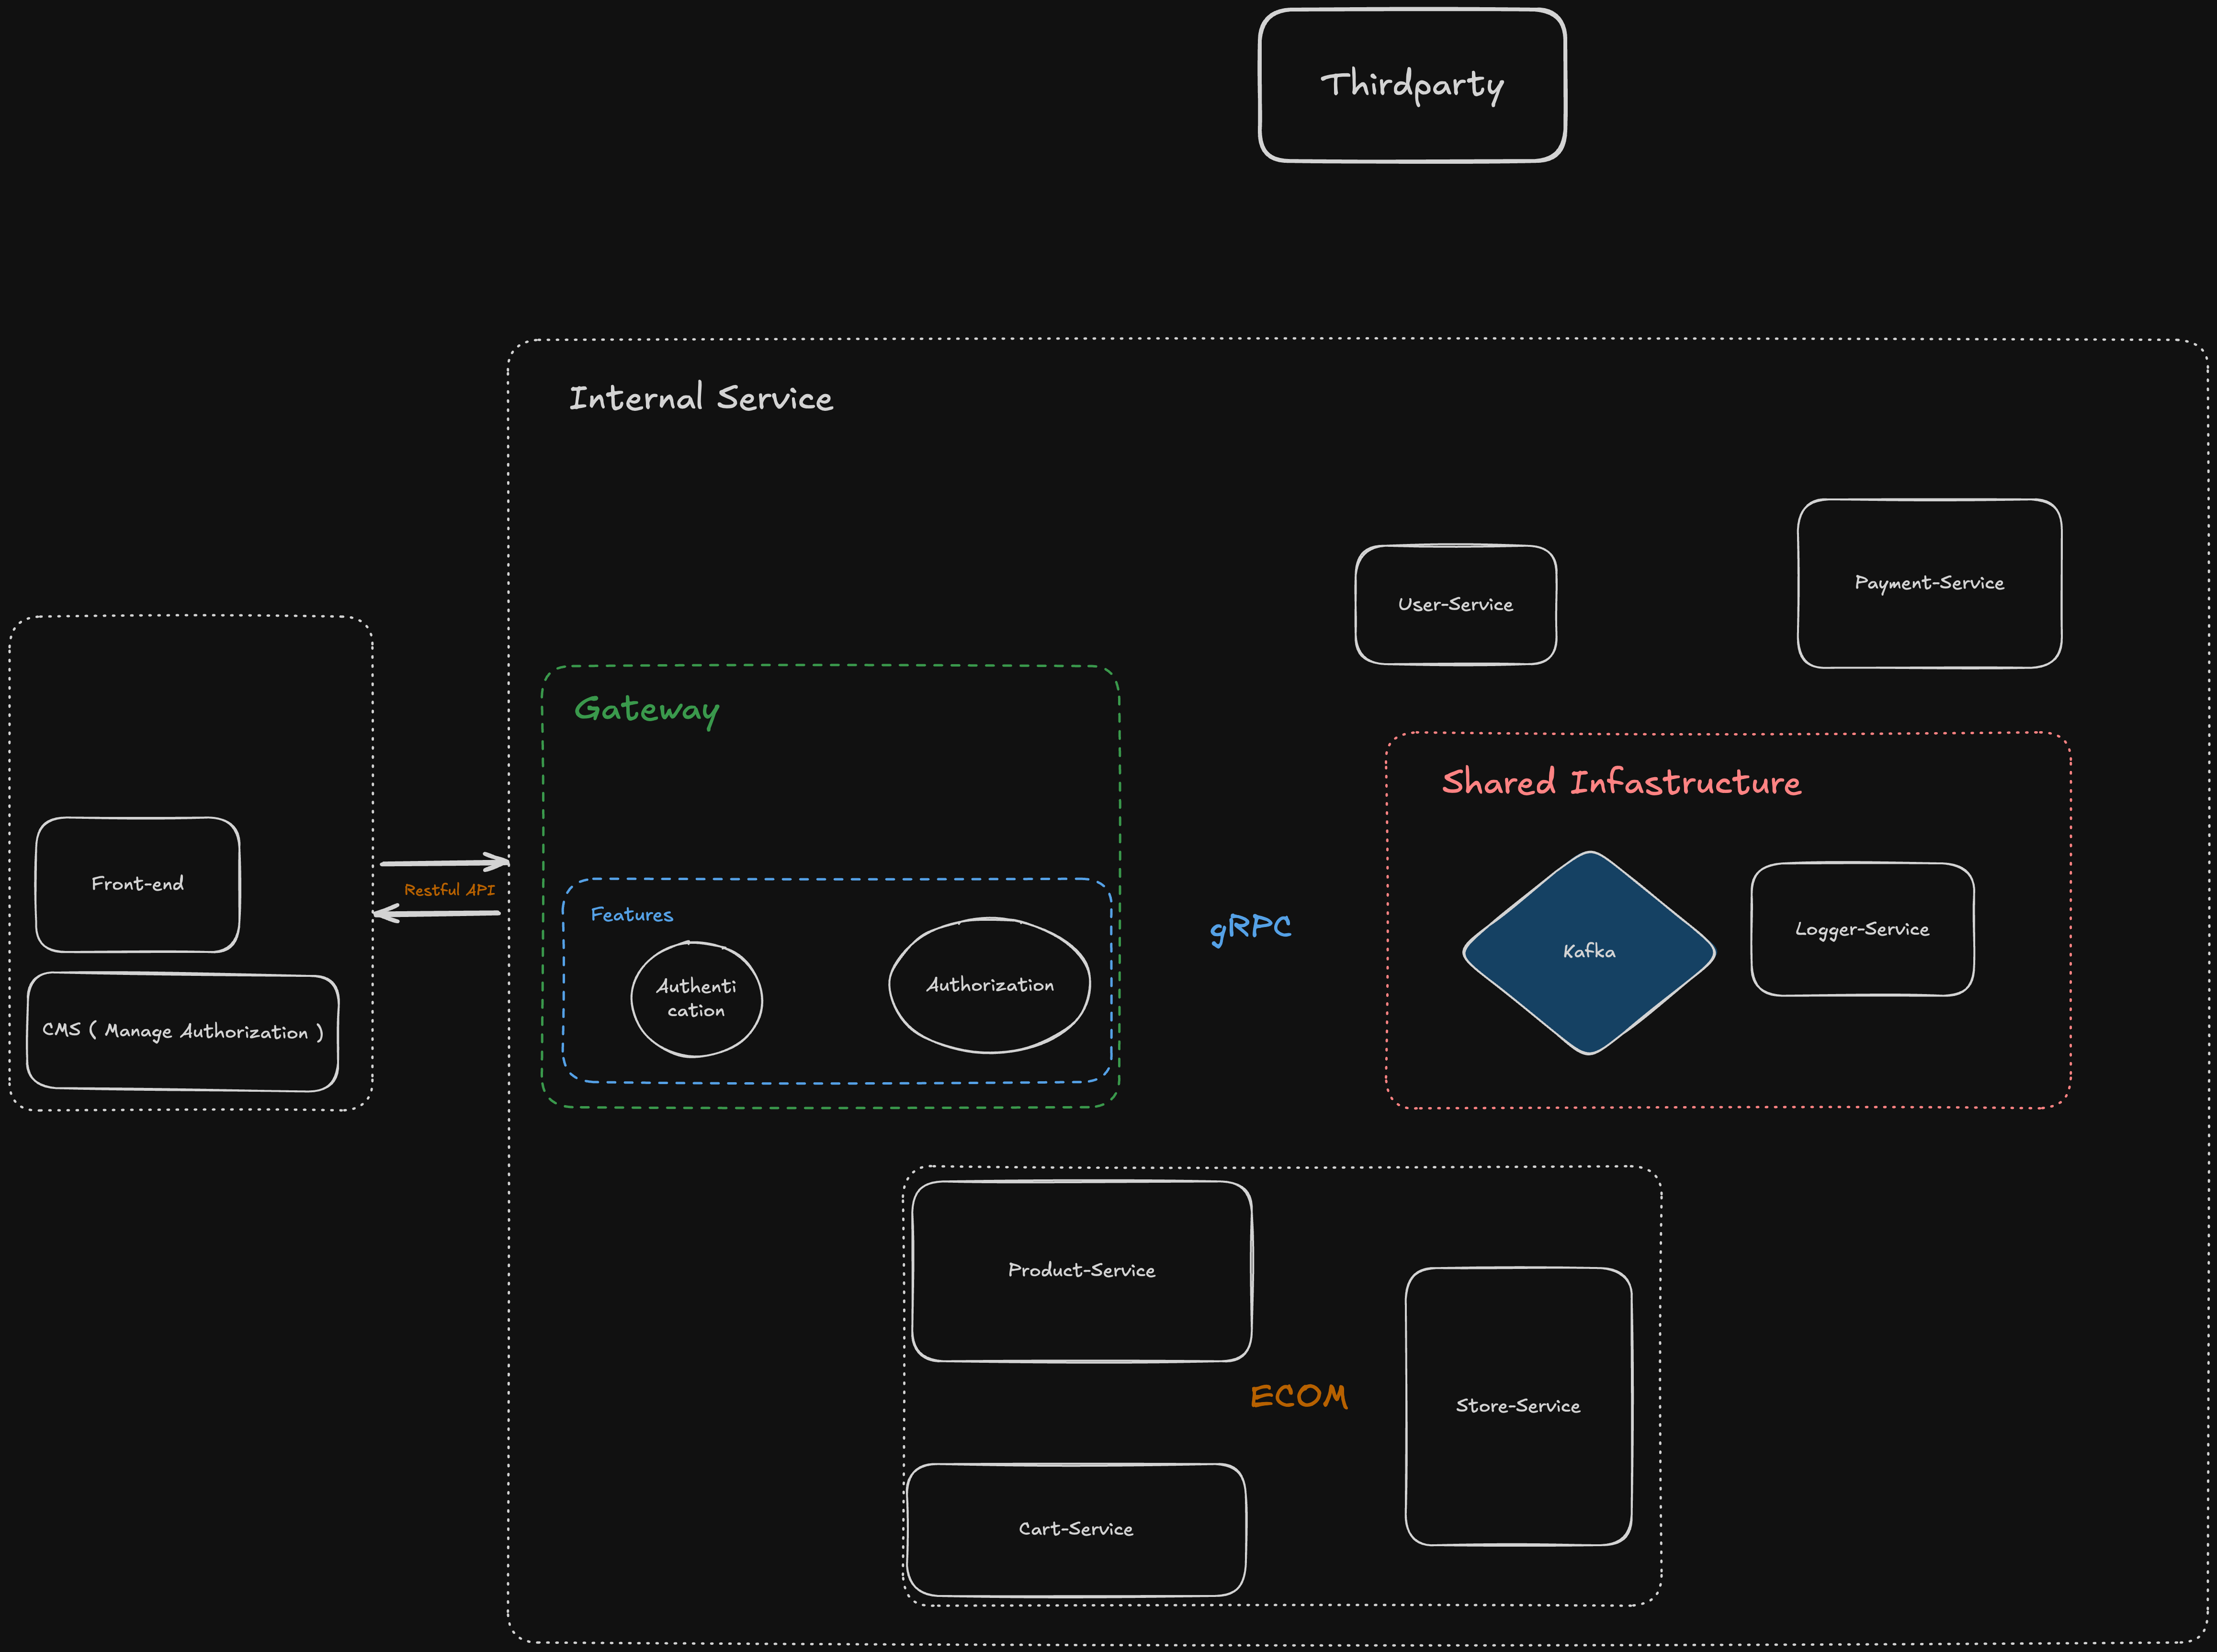 Thirdparty
Internal Service
User-Service
Payment-Service
Gateway
Shared Infastructure
Front-end
Restful API
Features
gRPC
Authenti
cation
Authorization
Kafka
Logger-Service
CMS ( Manage Authorization )
Product-Service
ECOM
Store-Service
Cart-Service